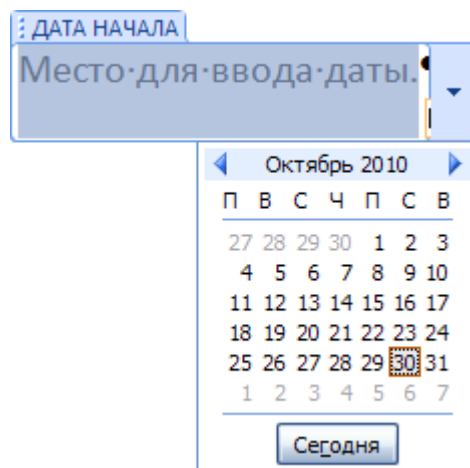 ДАТА НАЧАЛА
Место·для·ввода·даты.
Октябрь 2010
П В С Ч П С В
27 28 29 30 1 2 3
4 5 6 7 8 9 10
11 12 13 14 15 16 17
18 19 20 21 22 23 24
25 26 27 28 29 30 31
1 2 3 4 5 6 7
Сегодня